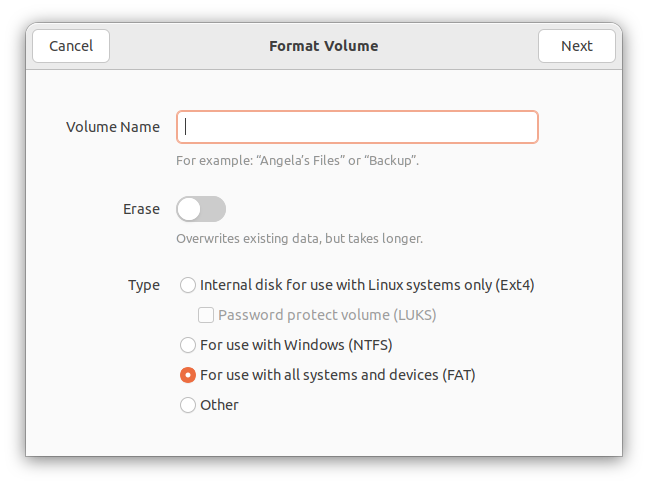 Cancel Format Volume Next
Volume Name
For example: “Angela’s Files” or “Backup”.
Erase
Overwrites existing data, but takes longer.
Type Internal disk for use with Linux systems only (Ext4)
Password protect volume (LUKS)
For use with Windows (NTFS)
For use with all systems and devices (FAT)
Other